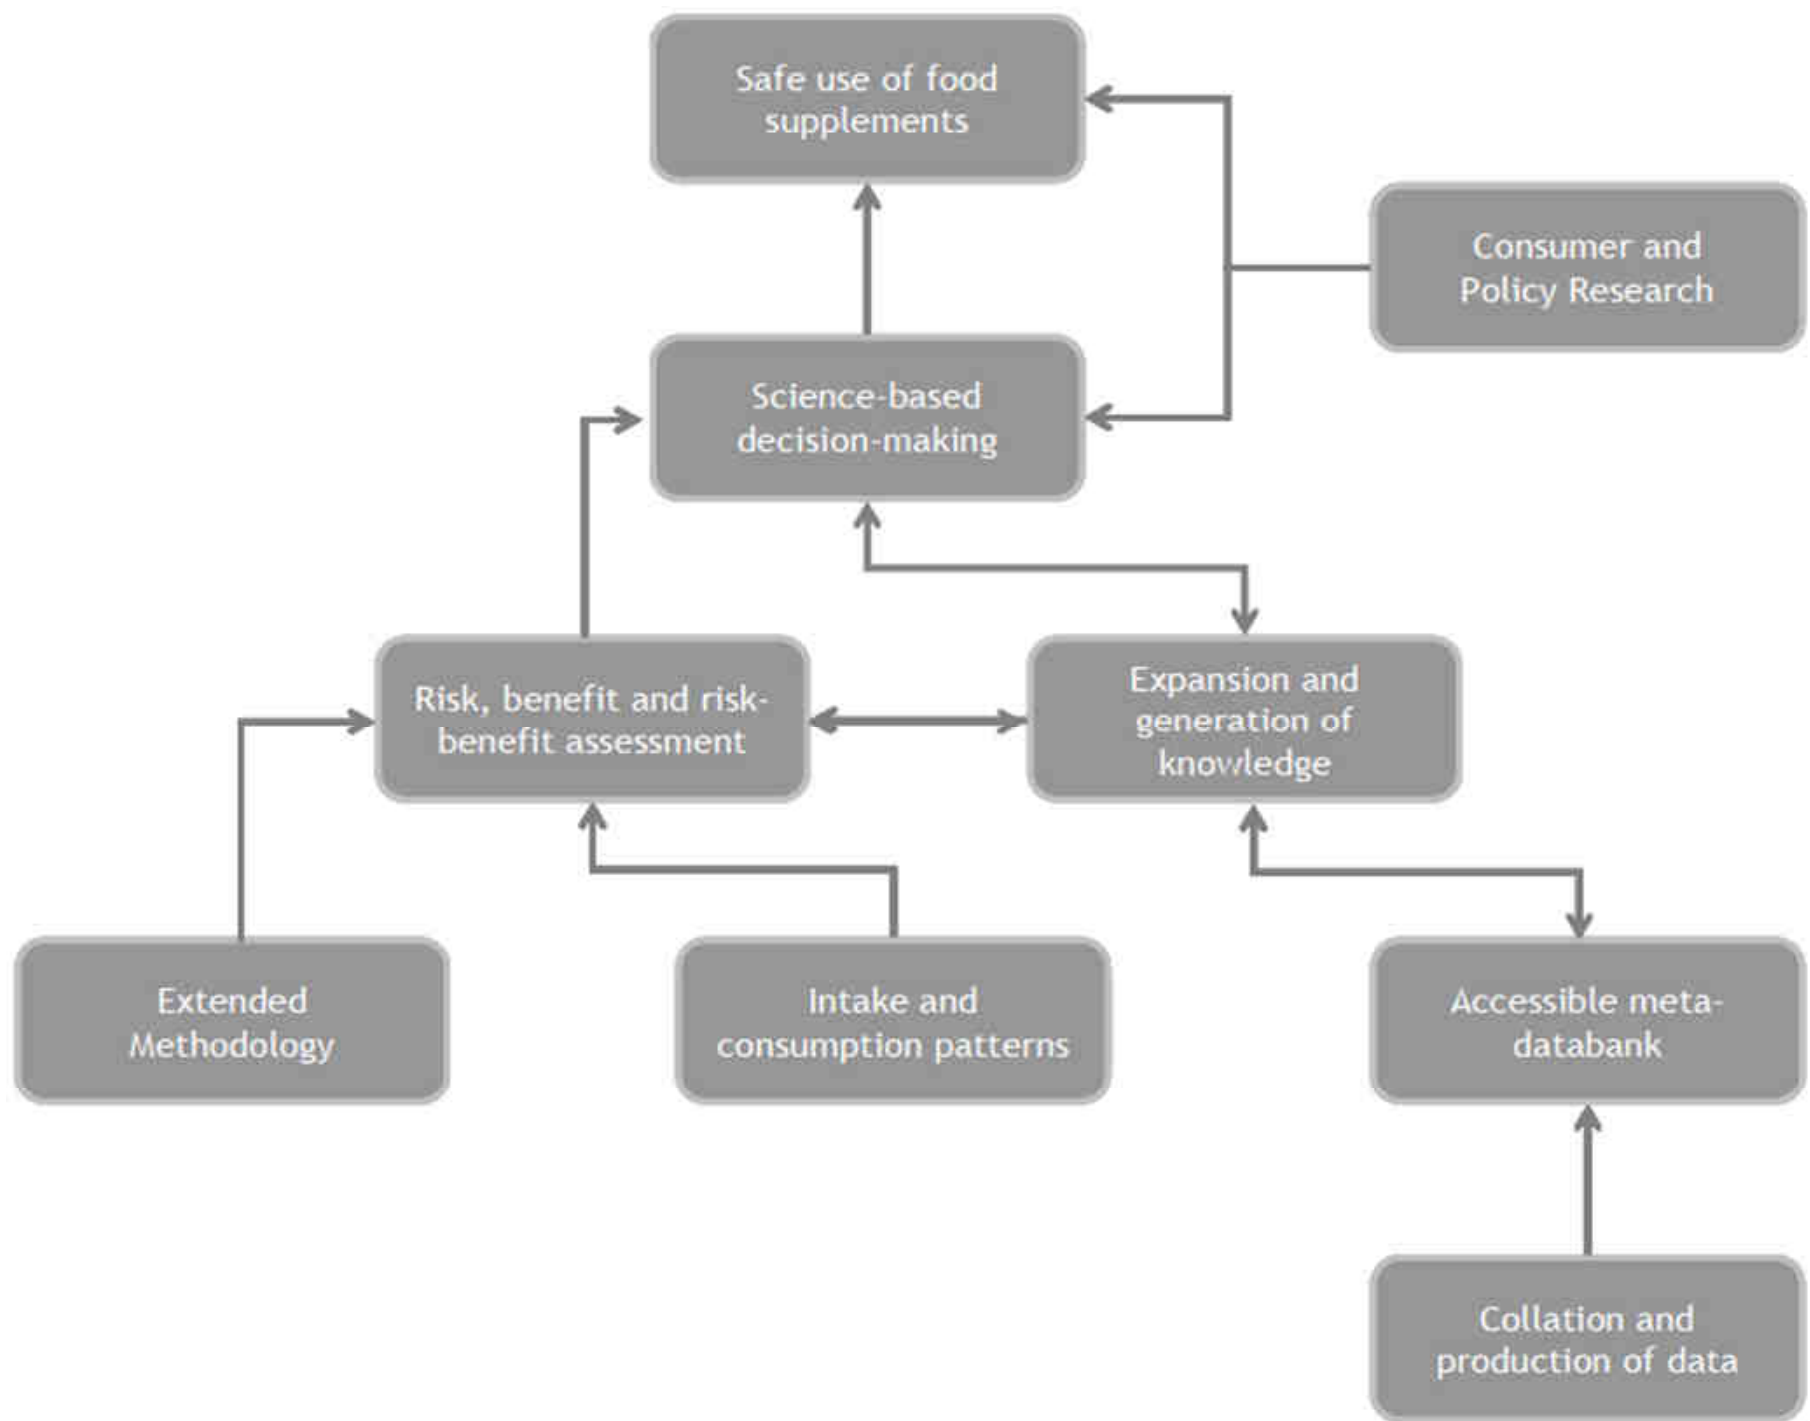 Safe use of food
supplements
Consumer and
Policy Research
Science-based
decision-making
Risk, benefit and risk-
benefit assessment
Expansion and
generation of
knowledge
Extended
Methodology
Intake and
consumption patterns
Accessible meta-
databank
Collation and
production of data